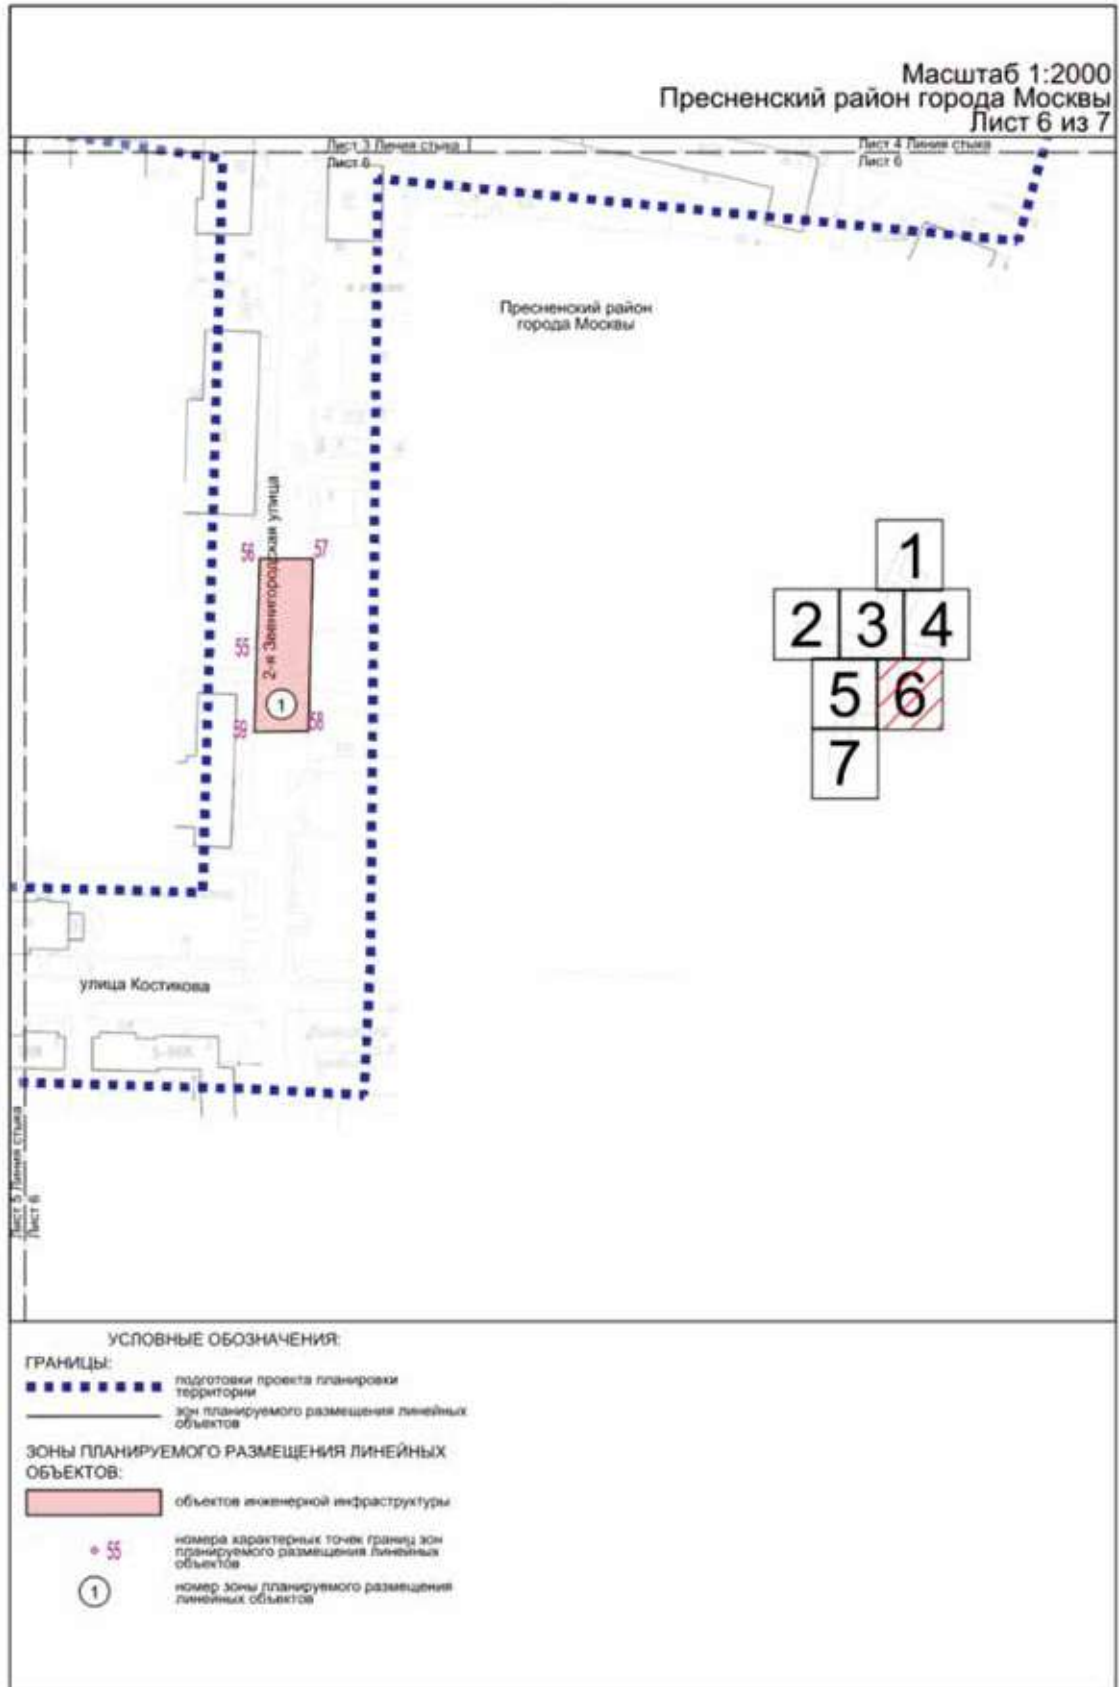 Масштаб 1:2000
Пресненский район города Москвы
Лист 6 из 7
Лист 3 Линия стыка
Лист 6
Лист 4 Линия стыка
Лист 6
Пресненский район
города Москвы
2-я Звенигородская улица
56
57
1
1
2
3
4
5
6
7
улица Костикова
Лист 5 Линия стыка
Лист 6
УСЛОВНЫЕ ОБОЗНАЧЕНИЯ:
ГРАНИЦЫ:
подготовки проекта планировки
территории
зон планируемого размещения линейных
объектов
ЗОНЫ ПЛАНИРУЕМОГО РАЗМЕЩЕНИЯ ЛИНЕЙНЫХ
ОБЪЕКТОВ:
объектов инженерной инфраструктуры
55
номера характерных точек границ зон
планируемого размещения линейных
объектов
1
номер зоны планируемого размещения
линейных объектов